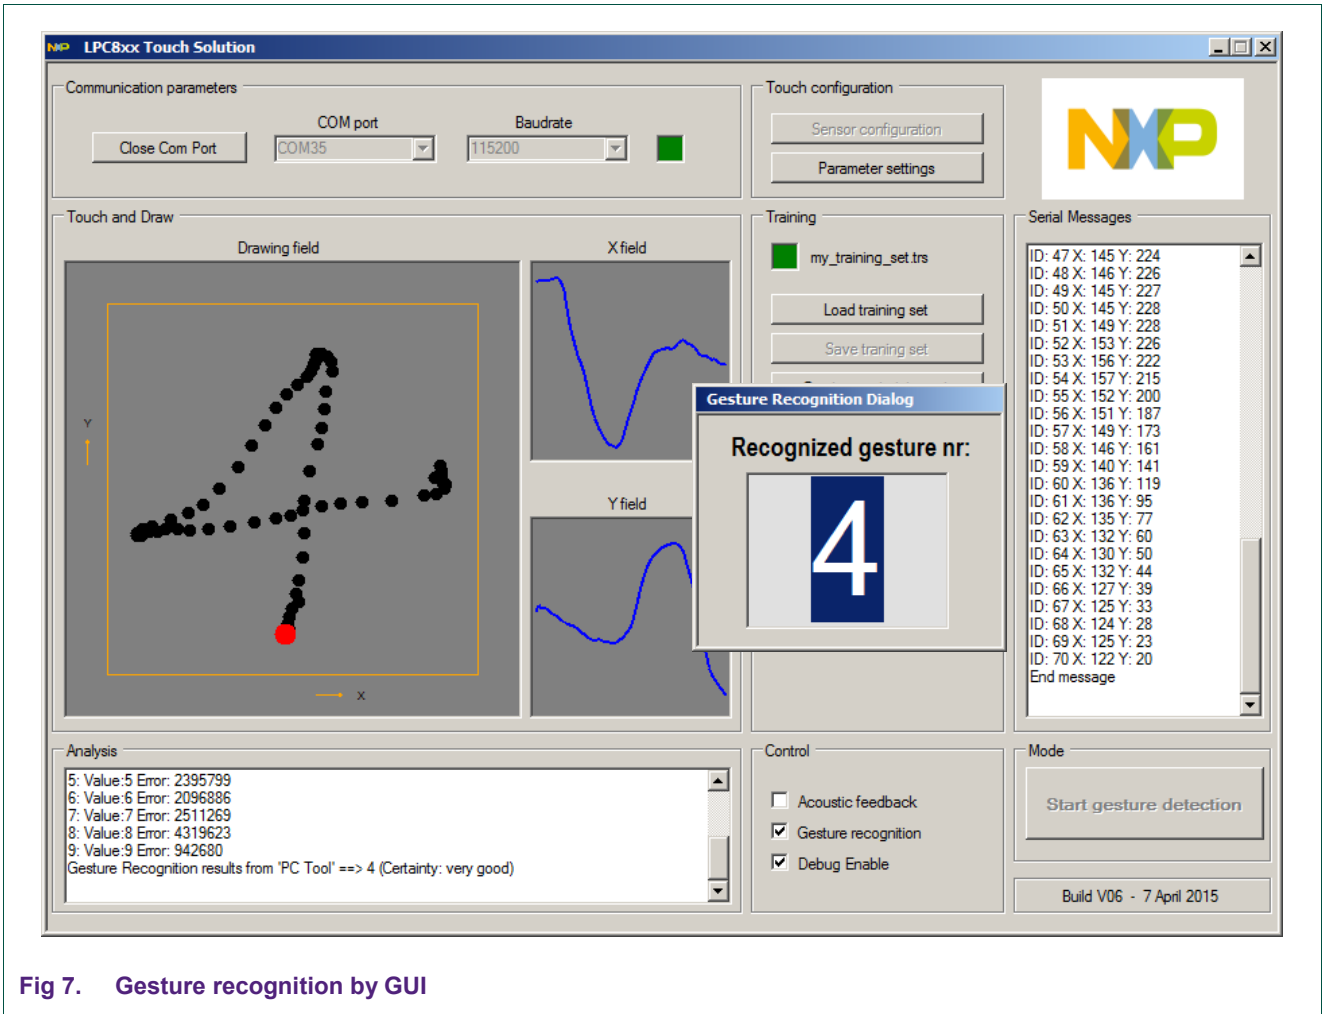 NXP LPC8xx Touch Solution
Communication parameters
COM port
Baudrate
Close Com Port
COM35
115200
Touch configuration
Sensor configuration
Parameter settings
NXP
Touch and Draw
Drawing field
X field
Y
X
Y field
Training
my_training_set.trs
Load training set
Save traning set
Gesture Recognition Dialog
Recognized gesture nr:
4
Serial Messages
ID: 47 X: 145 Y: 224
ID: 48 X: 146 Y: 226
ID: 49 X: 145 Y: 227
ID: 50 X: 145 Y: 228
ID: 51 X: 149 Y: 228
ID: 52 X: 153 Y: 226
ID: 53 X: 156 Y: 222
ID: 54 X: 157 Y: 215
ID: 55 X: 152 Y: 200
ID: 56 X: 151 Y: 187
ID: 57 X: 149 Y: 173
ID: 58 X: 146 Y: 161
ID: 59 X: 140 Y: 141
ID: 60 X: 136 Y: 119
ID: 61 X: 136 Y: 95
ID: 62 X: 135 Y: 77
ID: 63 X: 132 Y: 60
ID: 64 X: 130 Y: 50
ID: 65 X: 132 Y: 44
ID: 66 X: 127 Y: 39
ID: 67 X: 125 Y: 33
ID: 68 X: 124 Y: 28
ID: 69 X: 125 Y: 23
ID: 70 X: 122 Y: 20
End message
Analysis
5: Value:5 Error: 2395799
6: Value:6 Error: 2096886
7: Value:7 Error: 2511269
8: Value:8 Error: 4319623
9: Value:9 Error: 942680
Gesture Recognition results from 'PC Tool' ==> 4 (Certainty: very good)
Control
Acoustic feedback
Gesture recognition
Debug Enable
Mode
Start gesture detection
Build V06 - 7 April 2015
Fig 7. Gesture recognition by GUI